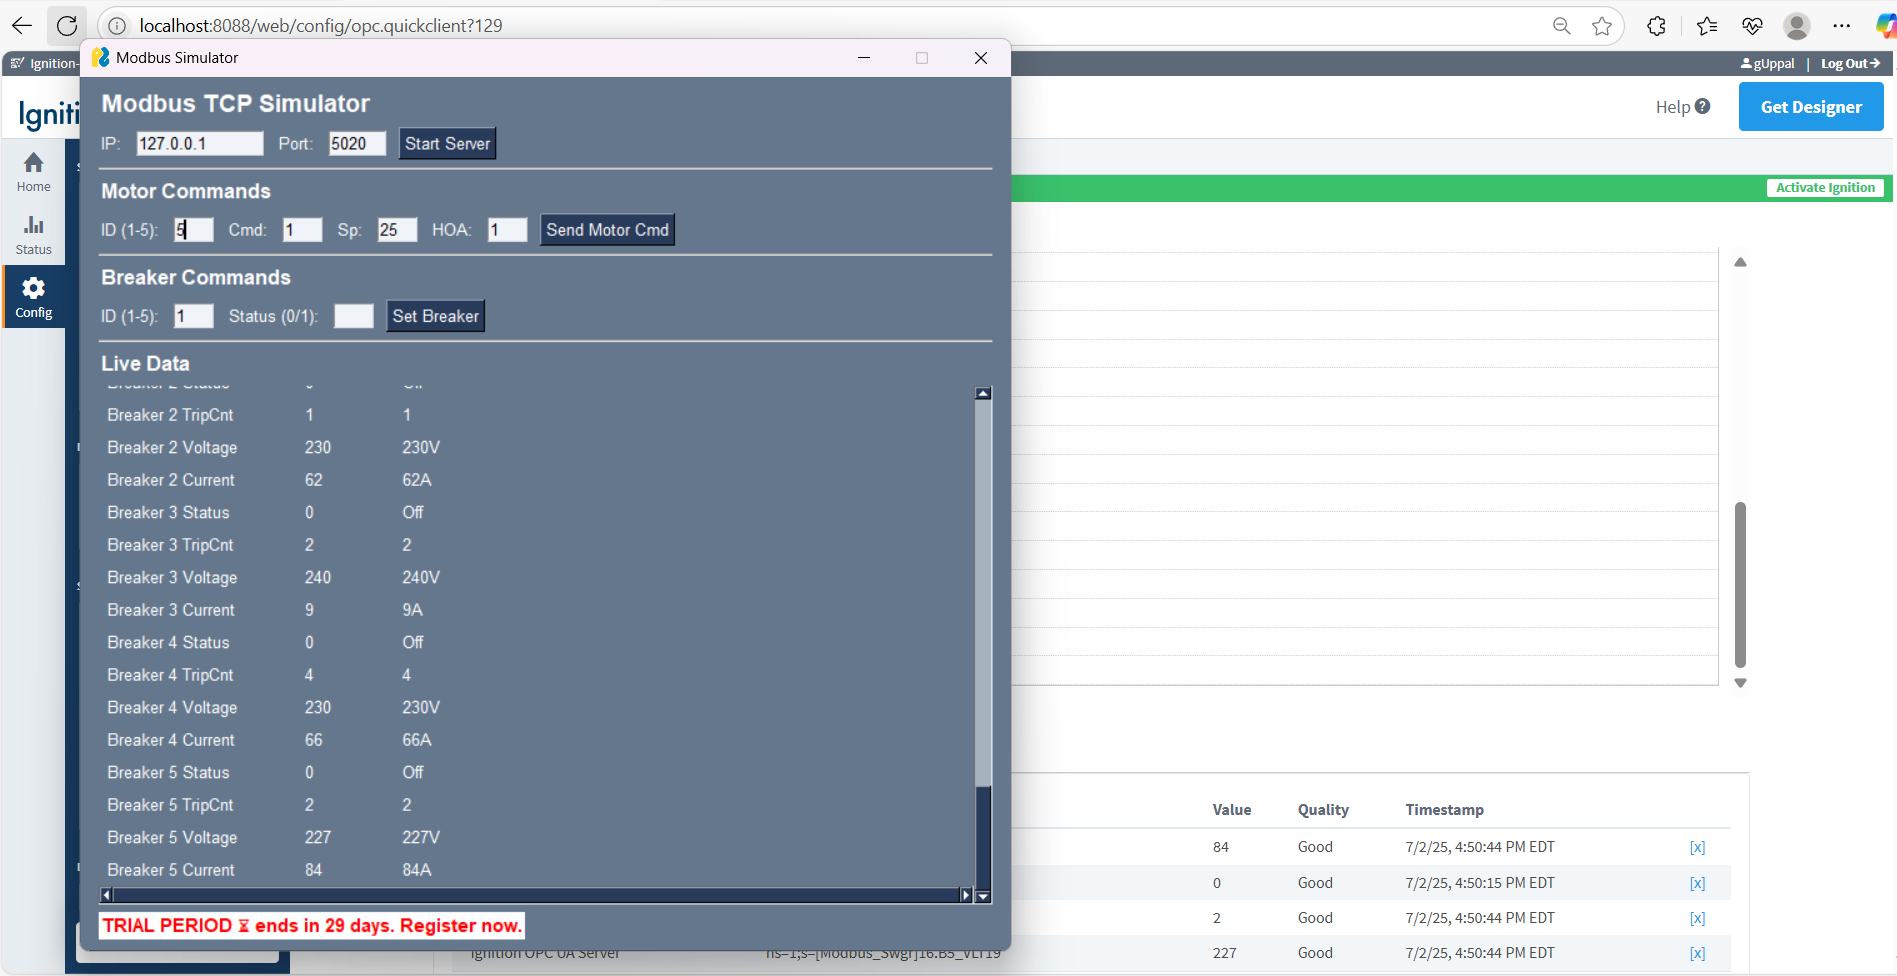 localhost:8088/web/config/opc.quickclient?129
Modbus Simulator
Ignition-
gUppal | Log Out
Modbus TCP Simulator
IP: 127.0.0.1 Port: 5020 Start Server
Help Get Designer
Motor Commands
Activate Ignition
ID (1-5): 5 Cmd: 1 Sp: 25 HOA: 1 Send Motor Cmd
Breaker Commands
ID (1-5): 1 Status (0/1): Set Breaker
Home
Status
Config
Live Data
Breaker 2 Status 0 Off
Breaker 2 TripCnt 1 1
Breaker 2 Voltage 230 230V
Breaker 2 Current 62 62A
Breaker 3 Status 0 Off
Breaker 3 TripCnt 2 2
Breaker 3 Voltage 240 240V
Breaker 3 Current 9 9A
Breaker 4 Status 0 Off
Breaker 4 TripCnt 4 4
Breaker 4 Voltage 230 230V
Breaker 4 Current 66 66A
Breaker 5 Status 0 Off
Breaker 5 TripCnt 2 2
Breaker 5 Voltage 227 227V
Breaker 5 Current 84 84A
TRIAL PERIOD ⌛ ends in 29 days. Register now.
Value Quality Timestamp
84 Good 7/2/25, 4:50:44 PM EDT [x]
0 Good 7/2/25, 4:50:15 PM EDT [x]
2 Good 7/2/25, 4:50:44 PM EDT [x]
Ignition OPC UA Server ns=1;s=[Modbus_Swgr]16.B5_VLT19 227 Good 7/2/25, 4:50:44 PM EDT [x]